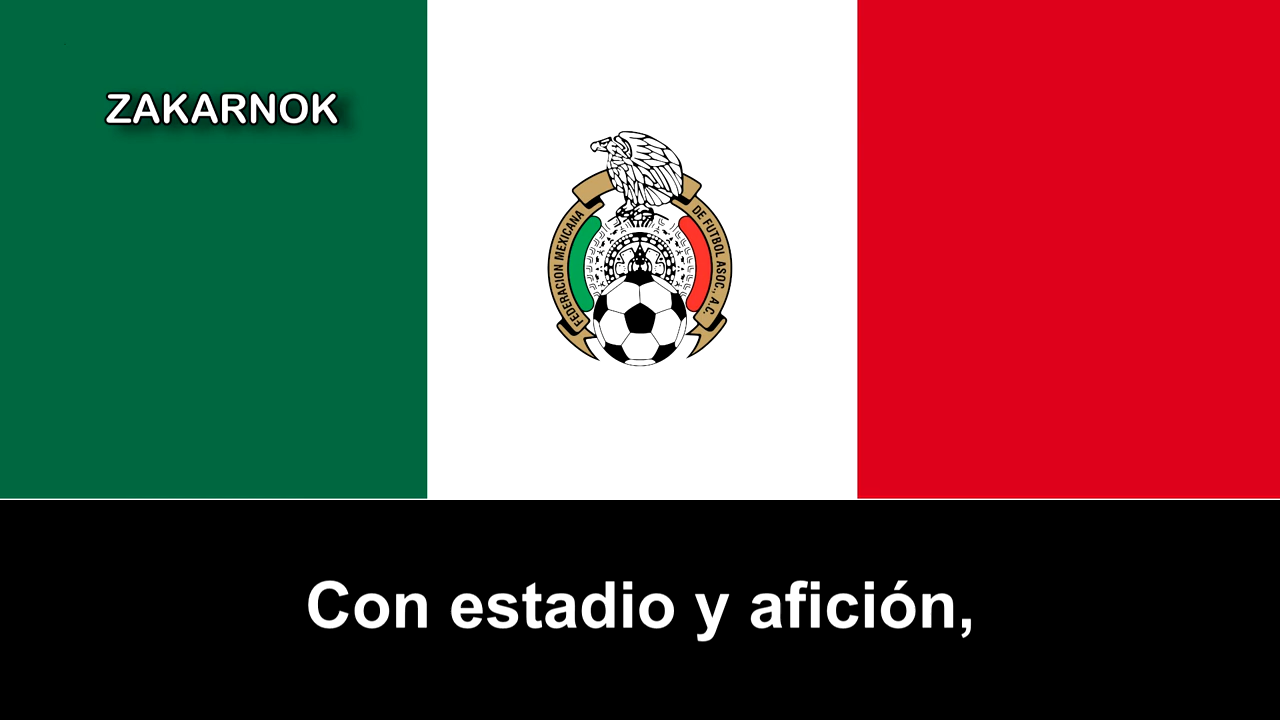 ZAKARNOK
FEDERACION MEXICANA
DE FUTBOL ASOC., A.C.
Con estadio y afición,